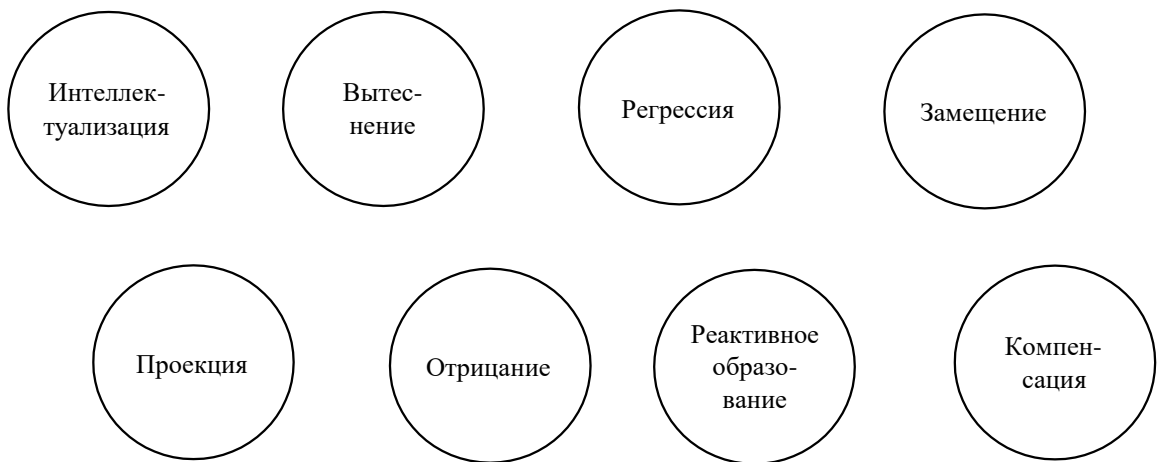 Интеллек-
туализация
Вытес-
нение
Регрессия
Замещение
Проекция
Отрицание
Реактивное
образо-
вание
Компен-
сация